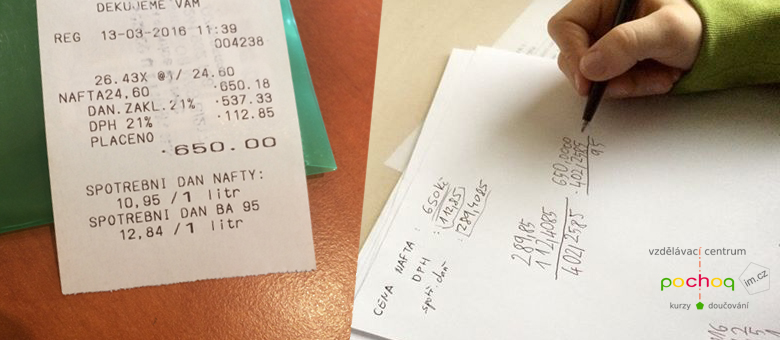 DEKUJEME VAM
REG 13-03-2016 11:39
004238
26.43X @1/ 24.60
NAFTA24,60 ·650.18
DAN.ZAKL.21% ·537.33
DPH 21% ·112.85
PLACENO
·650.00
SPOTREBNI DAN NAFTY:
10,95 /1 litr
SPOTREBNI DAN BA 95
12,84 /1 litr
CENA NAFTA : 650Kč
DPH : 112,85
spotř. daň : 289,4085
289,85
112,4085
402,2585
650,0000
- 402,2585
95
vzdělávací centrum
pochoq
im.cz
kurzy doučování